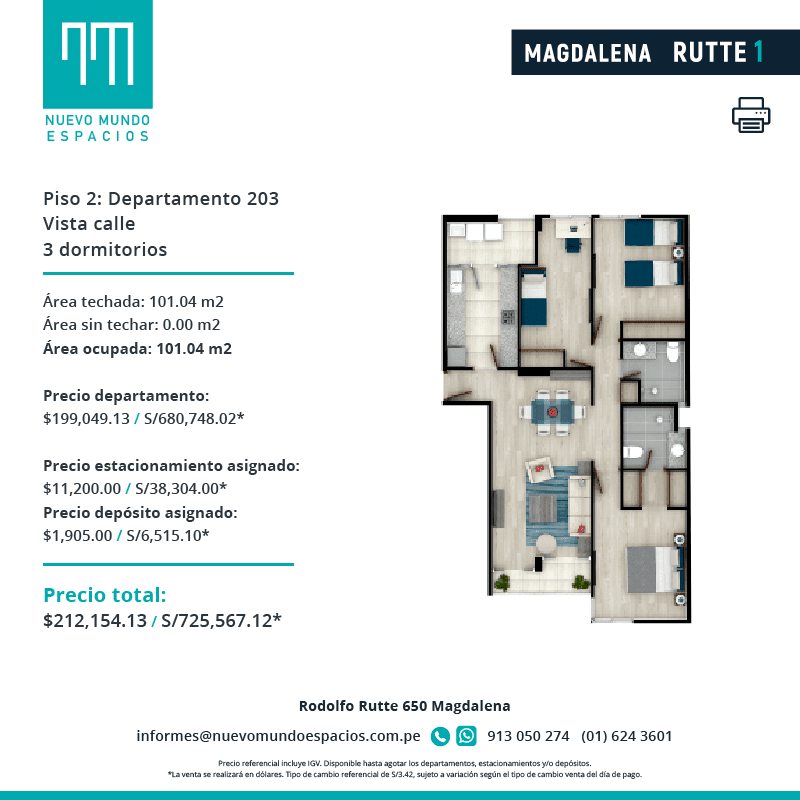 NUEVO MUNDO
ESPACIOS
MAGDALENA RUTTE 1
Piso 2: Departamento 203
Vista calle
3 dormitorios
Área techada: 101.04 m2
Área sin techar: 0.00 m2
Área ocupada: 101.04 m2
Precio departamento:
$199,049.13 / S/680,748.02*
Precio estacionamiento asignado:
$11,200.00 / S/38,304.00*
Precio depósito asignado:
$1,905.00 / S/6,515.10*
Precio total:
$212,154.13 / S/725,567.12*
Rodolfo Rutte 650 Magdalena
informes@nuevomundoespacios.com.pe 913 050 274 (01) 624 3601
Precio referencial incluye IGV. Disponible hasta agotar los departamentos, estacionamientos y/o depósitos.
*La venta se realizará en dólares. Tipo de cambio referencial de S/3.42, sujeto a variación según el tipo de cambio venta del día de pago.